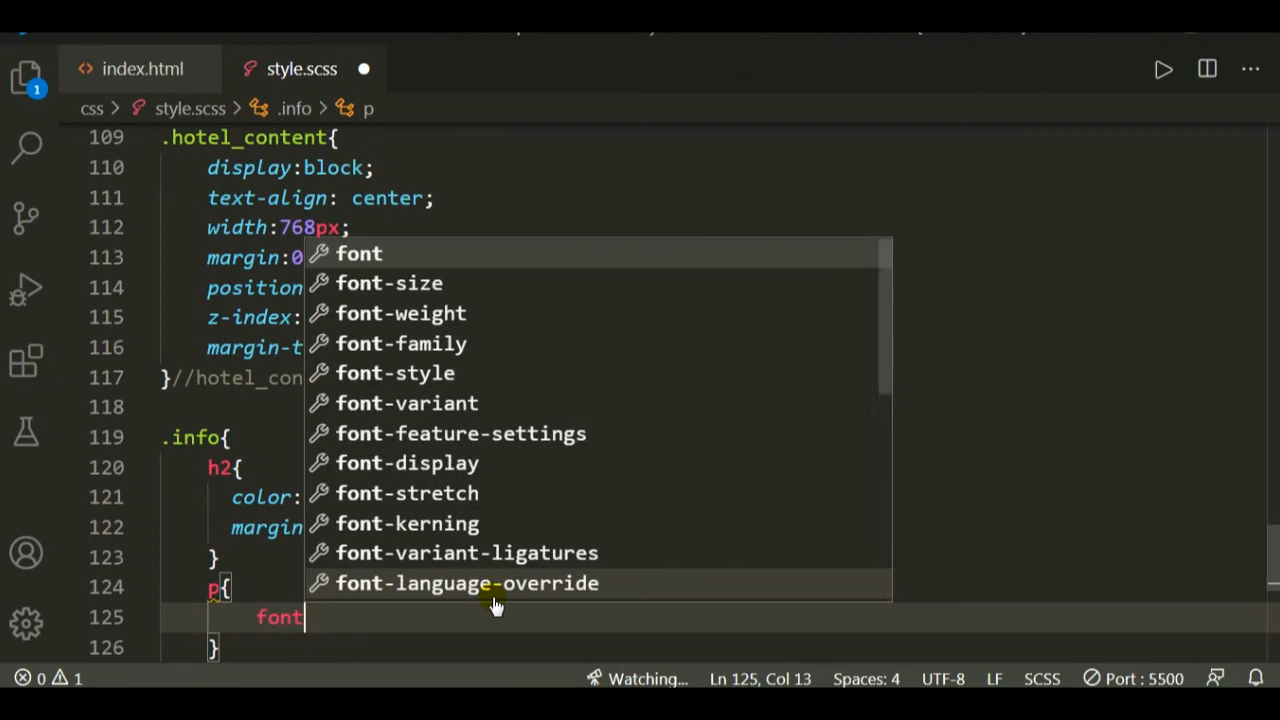 index.html
style.scss
1
css > style.scss > .info > p
109 .hotel_content{
110 display:block;
111 text-align: center;
112 width:768px;
113 margin:0
114 position
115 z-index:
116 margin-t
117 }//hotel_con
118
119 .info{
120 h2{
121 color:
122 margin
123 }
124 p{
125 font
126 }
font
font-size
font-weight
font-family
font-style
font-variant
font-feature-settings
font-display
font-stretch
font-kerning
font-variant-ligatures
font-language-override
0 1 Watching... Ln 125, Col 13 Spaces: 4 UTF-8 LF SCSS Port : 5500